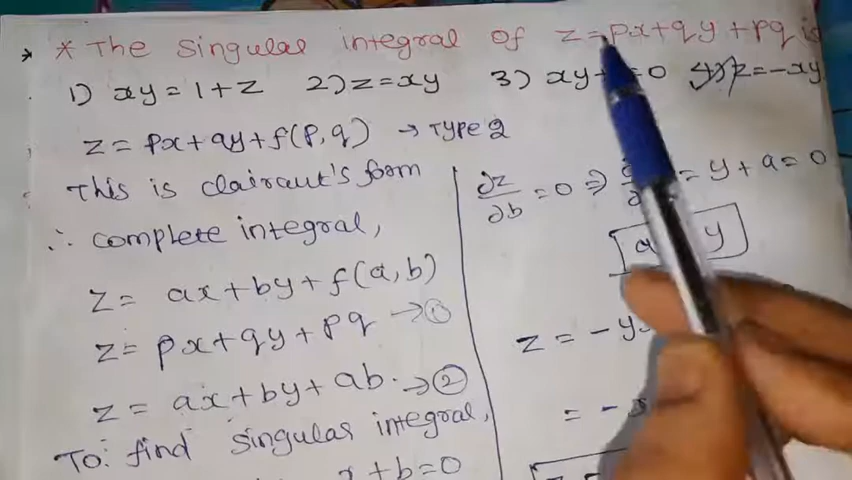 * * The singular integral of z=px+qy+pq is
1) xy=1+z 2) z=xy 3) xy+ =0 4) z=-xy
z = px+qy+f(p,q) → Type 2
This is clairaut's form
∴ complete integral,
z = ax+by+f(a,b)
z = px+qy+pq →①
z = ax+by+ab. →②
To find singular integral,
x+b=0
∂z/∂b =0 ⇒ = y+a=0
a y
z = -y
= -